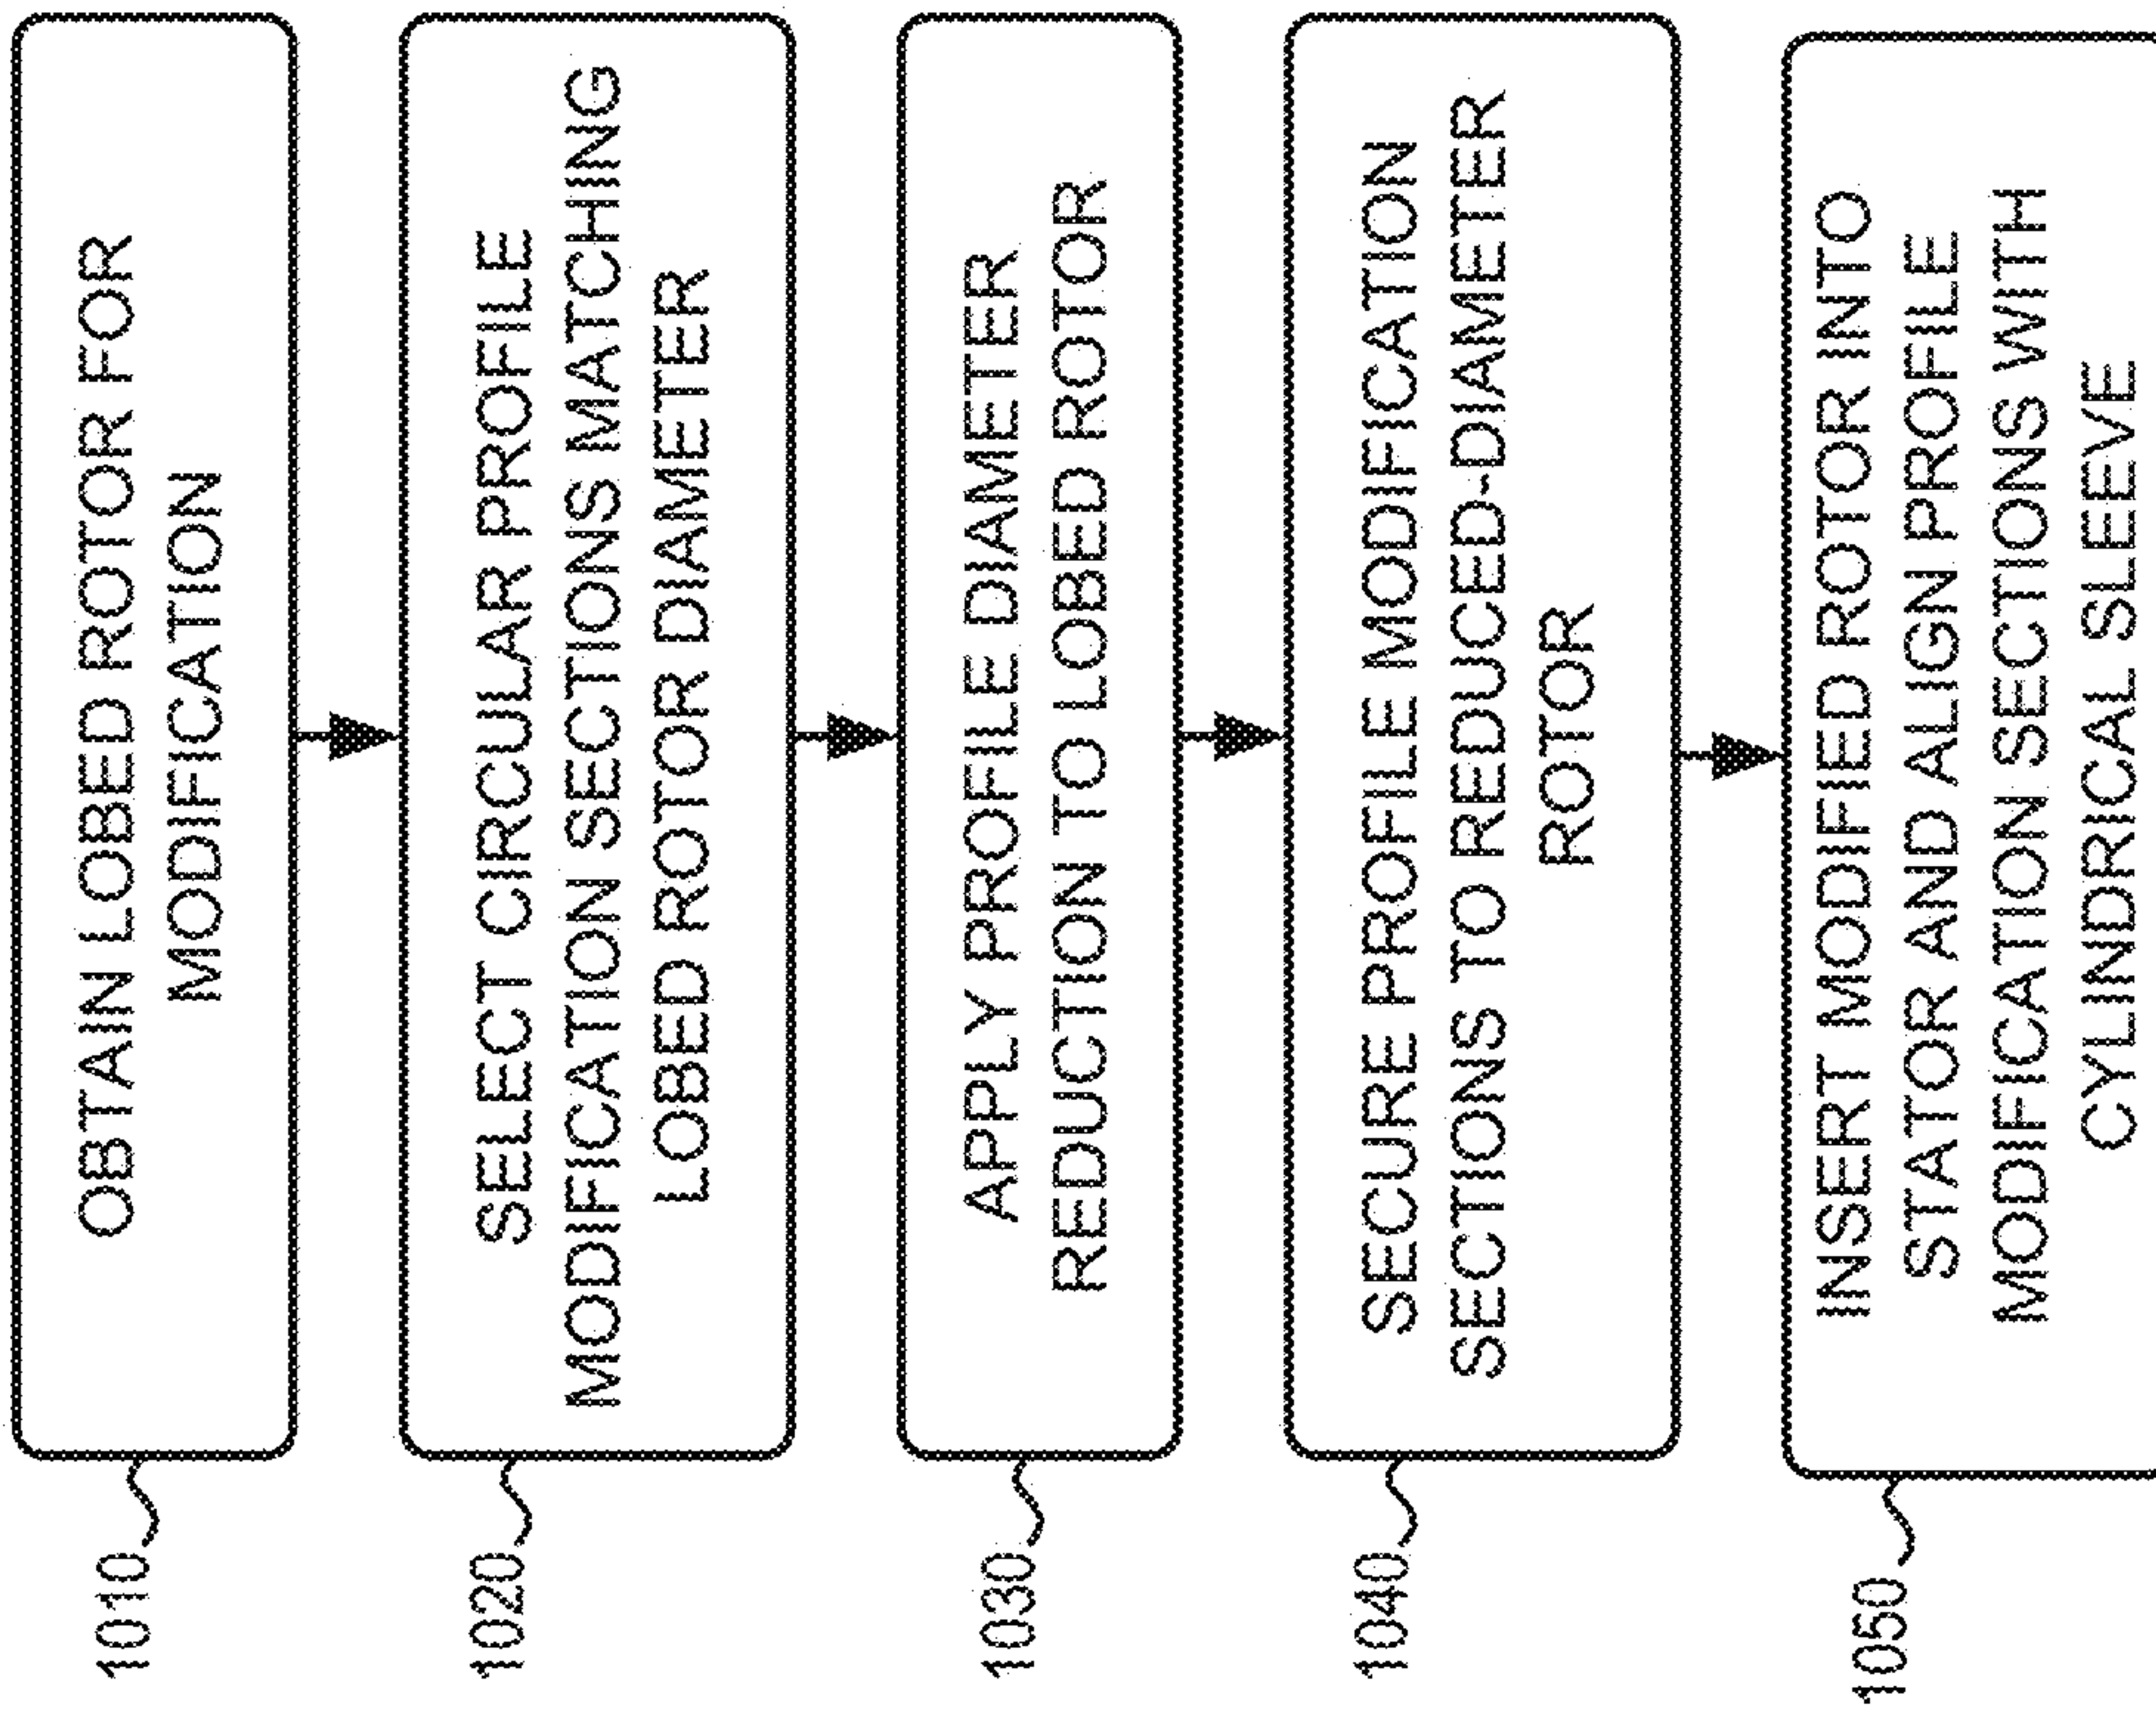 1010
OBTAIN LOBED ROTOR FOR
MODIFICATION
1020
SELECT CIRCULAR PROFILE
MODIFICATION SECTIONS MATCHING
LOBED ROTOR DIAMETER
1030
APPLY PROFILE DIAMETER
REDUCTION TO LOBED ROTOR
1040
SECURE PROFILE MODIFICATION
SECTIONS TO REDUCED-DIAMETER
ROTOR
1050
INSERT MODIFIED ROTOR INTO
STATOR AND ALIGN PROFILE
MODIFICATION SECTIONS WITH
CYLINDRICAL SLEEVE